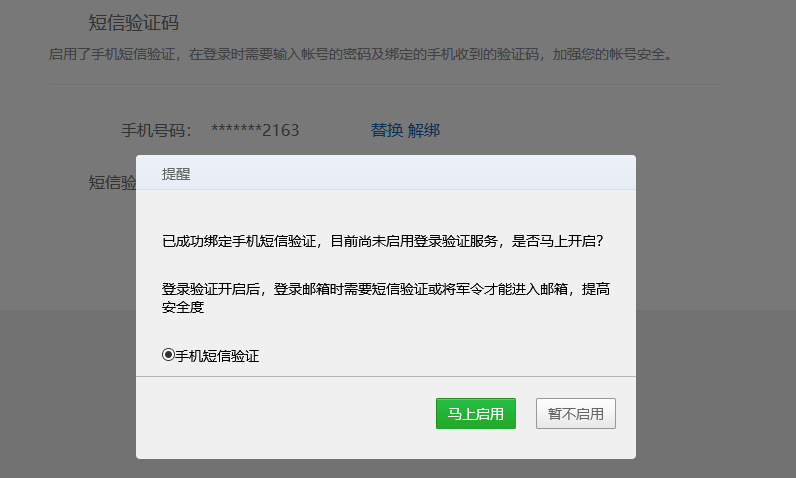 短信验证码
启用了手机短信验证，在登录时需要输入帐号的密码及绑定的手机收到的验证码，加强您的帐号安全。
手机号码： *******2163 替换 解绑
短信验
提醒
已成功绑定手机短信验证，目前尚未启用登录验证服务，是否马上开启？
登录验证开启后，登录邮箱时需要短信验证或将军令才能进入邮箱，提高
安全度
手机短信验证
马上启用 暂不启用